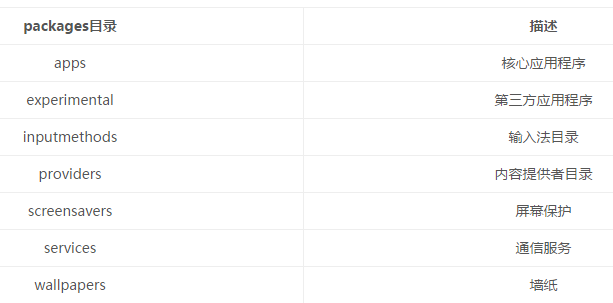 packages目录 描述
apps 核心应用程序
experimental 第三方应用程序
inputmethods 输入法目录
providers 内容提供者目录
screensavers 屏幕保护
services 通信服务
wallpapers 墙纸